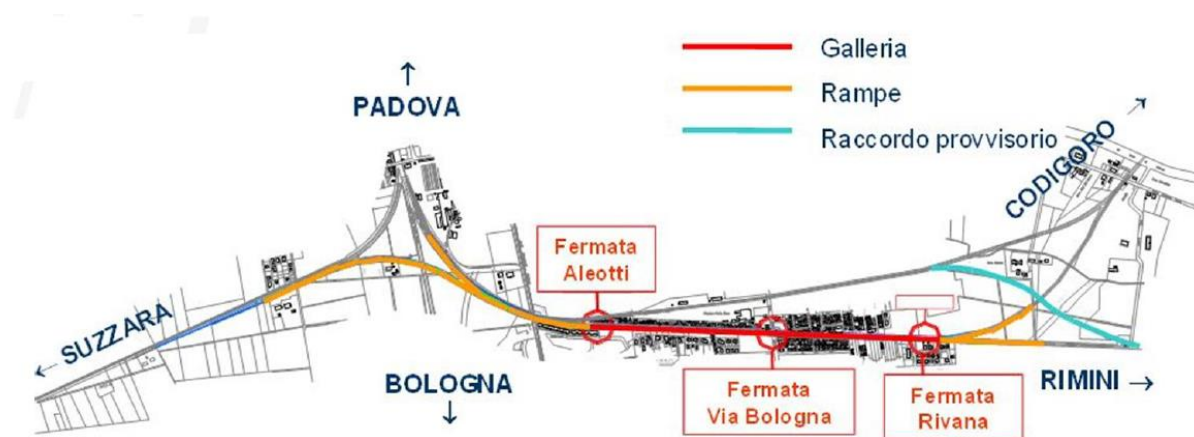 Galleria
Rampe
Raccordo provvisorio
↑
PADOVA
CODIGORO →
Fermata
Aleotti
← SUZZARA
BOLOGNA
↓
Fermata
Via Bologna
Fermata
Rivana
RIMINI →